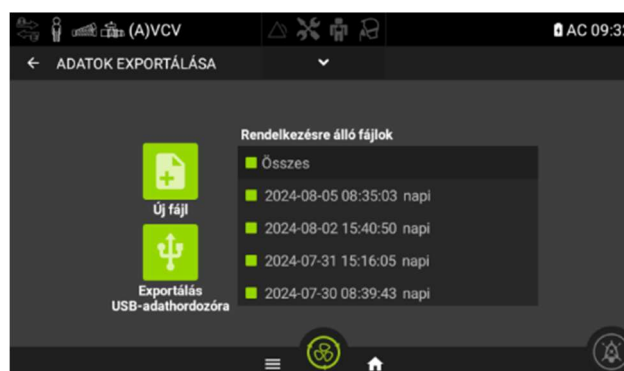 (A)VCV
AC 09:32
ADATOK EXPORTÁLÁSA
Rendelkezésre álló fájlok
Összes
2024-08-05 08:35:03 napi
Új fájl
2024-08-02 15:40:50 napi
2024-07-31 15:16:05 napi
Exportálás
USB-adathordozóra
2024-07-30 08:39:43 napi